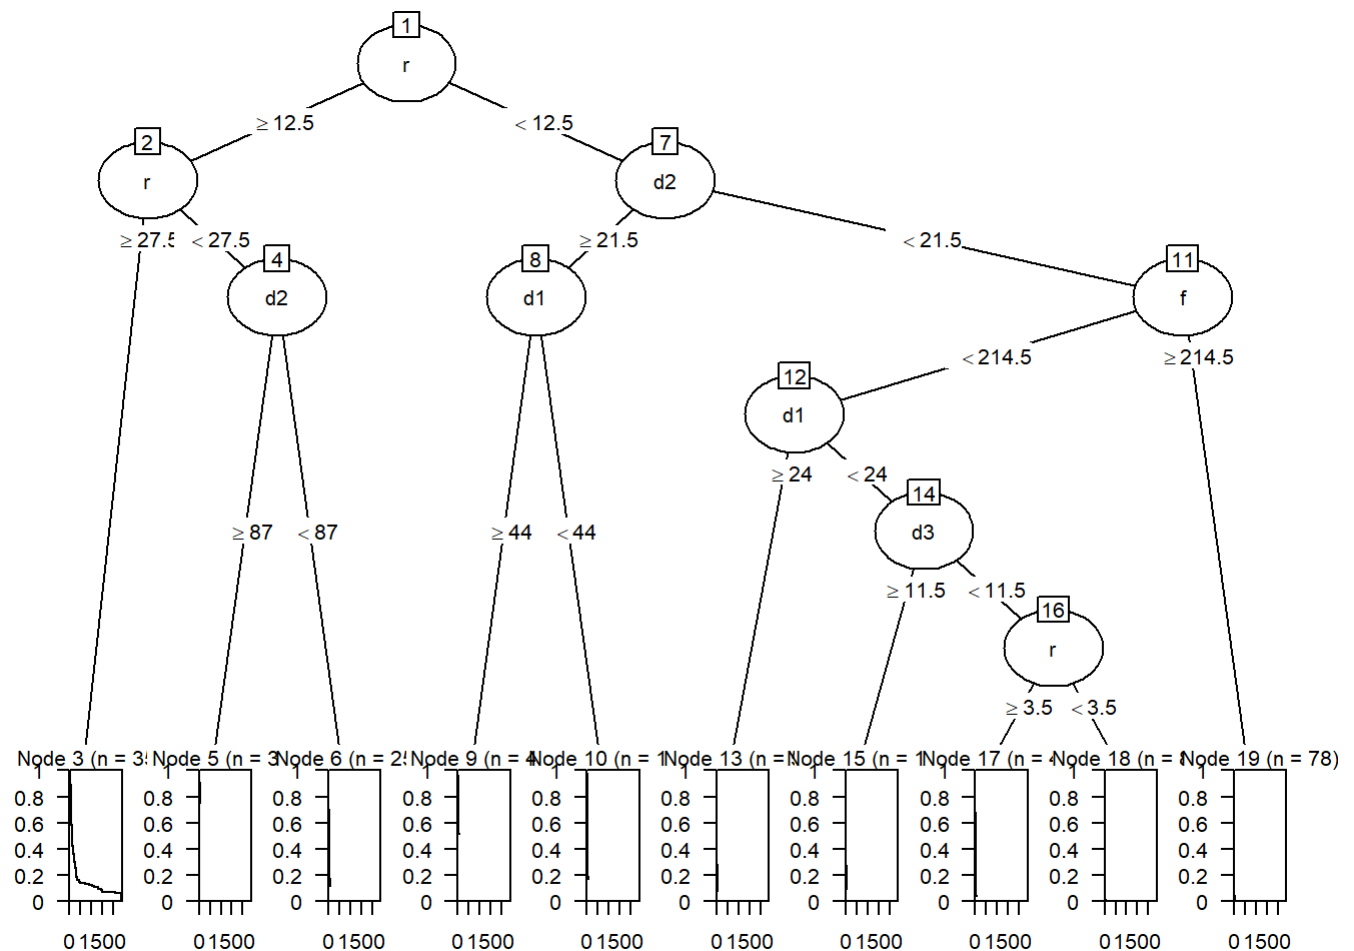 1
r
≥ 12.5 < 12.5
2 7
r d2
≥ 27.5 < 27.5 ≥ 21.5 < 21.5
4 8 11
d2 d1 f
< 214.5 ≥ 214.5
12
d1
≥ 24 < 24
14
d3
≥ 87 < 87 ≥ 44 < 44
≥ 11.5 < 11.5
16
r
≥ 3.5 < 3.5
Node 3 (n = Node 5 (n = Node 6 (n = Node 9 (n = Node 10 (n = Node 13 (n = Node 15 (n = Node 17 (n = Node 18 (n = Node 19 (n = 78)
1 1 1 1 1 1 1 1 1 1
0.8 0.8 0.8 0.8 0.8 0.8 0.8 0.8 0.8 0.8
0.6 0.6 0.6 0.6 0.6 0.6 0.6 0.6 0.6 0.6
0.4 0.4 0.4 0.4 0.4 0.4 0.4 0.4 0.4 0.4
0.2 0.2 0.2 0.2 0.2 0.2 0.2 0.2 0.2 0.2
0 0 0 0 0 0 0 0 0 0
0 1500 0 1500 0 1500 0 1500 0 1500 0 1500 0 1500 0 1500 0 1500 0 1500